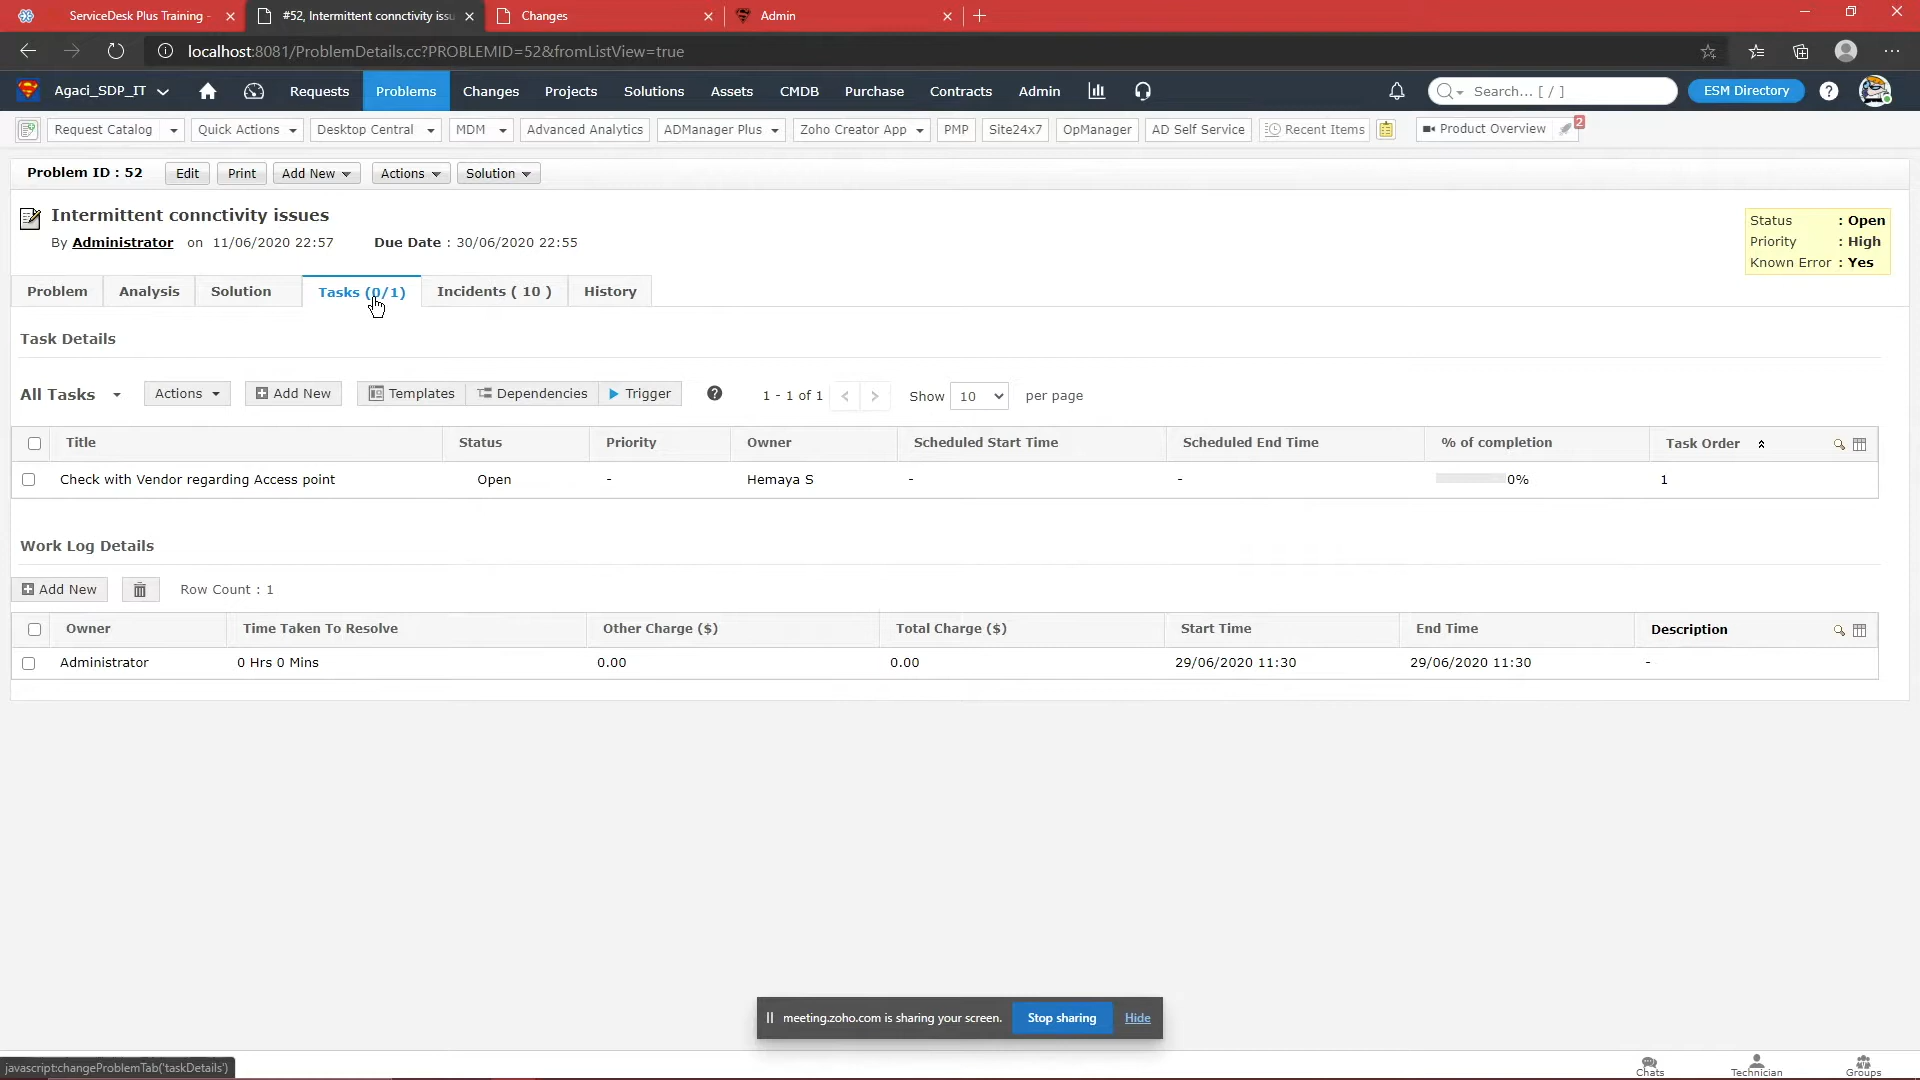 ServiceDesk Plus Training -
#52, Intermittent connctivity issu
Changes
Admin
localhost:8081/ProblemDetails.cc?PROBLEMID=52&fromListView=true
Agaci_SDP_IT
Requests
Problems
Changes
Projects
Solutions
Assets
CMDB
Purchase
Contracts
Admin
Search... [ / ]
ESM Directory
Request Catalog
Quick Actions
Desktop Central
MDM
Advanced Analytics
ADManager Plus
Zoho Creator App
PMP
Site24x7
OpManager
AD Self Service
Recent Items
Product Overview
2
Problem ID : 52
Edit
Print
Add New
Actions
Solution
Intermittent connctivity issues
By Administrator on 11/06/2020 22:57 Due Date : 30/06/2020 22:55
Status : Open
Priority : High
Known Error : Yes
Problem
Analysis
Solution
Tasks (0/1)
Incidents ( 10 )
History
Task Details
All Tasks
Actions
Add New
Templates
Dependencies
Trigger
1 - 1 of 1
Show 10 per page
Title Status Priority Owner Scheduled Start Time Scheduled End Time % of completion Task Order
Check with Vendor regarding Access point Open - Hemaya S - - 0% 1
Work Log Details
Add New
Row Count : 1
Owner Time Taken To Resolve Other Charge ($) Total Charge ($) Start Time End Time Description
Administrator 0 Hrs 0 Mins 0.00 0.00 29/06/2020 11:30 29/06/2020 11:30 -
meeting.zoho.com is sharing your screen.
Stop sharing
Hide
javascript:changeProblemTab('taskDetails')
Chats
Technician
Groups